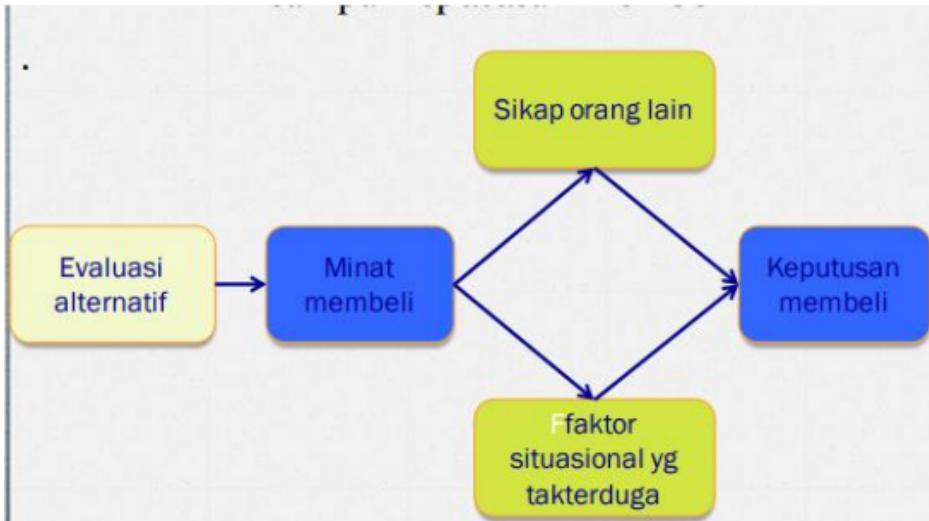 Sikap orang lain
Evaluasi
alternatif
Minat
membeli
Keputusan
membeli
Ffaktor
situasional yg
takterduga